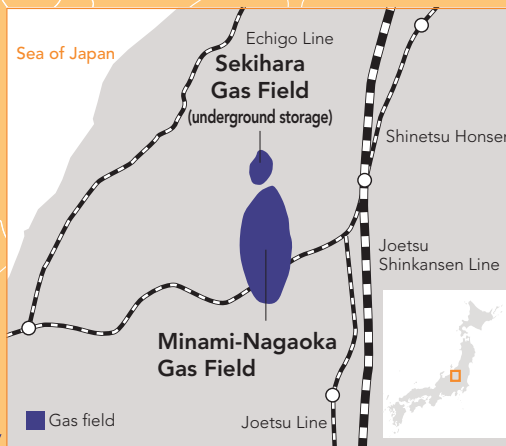 Sea of Japan
Echigo Line
Sekihara
Gas Field
(underground storage)
Shinetsu Honsen
Joetsu
Shinkansen Line
Minami-Nagaoka
Gas Field
Gas field
Joetsu Line